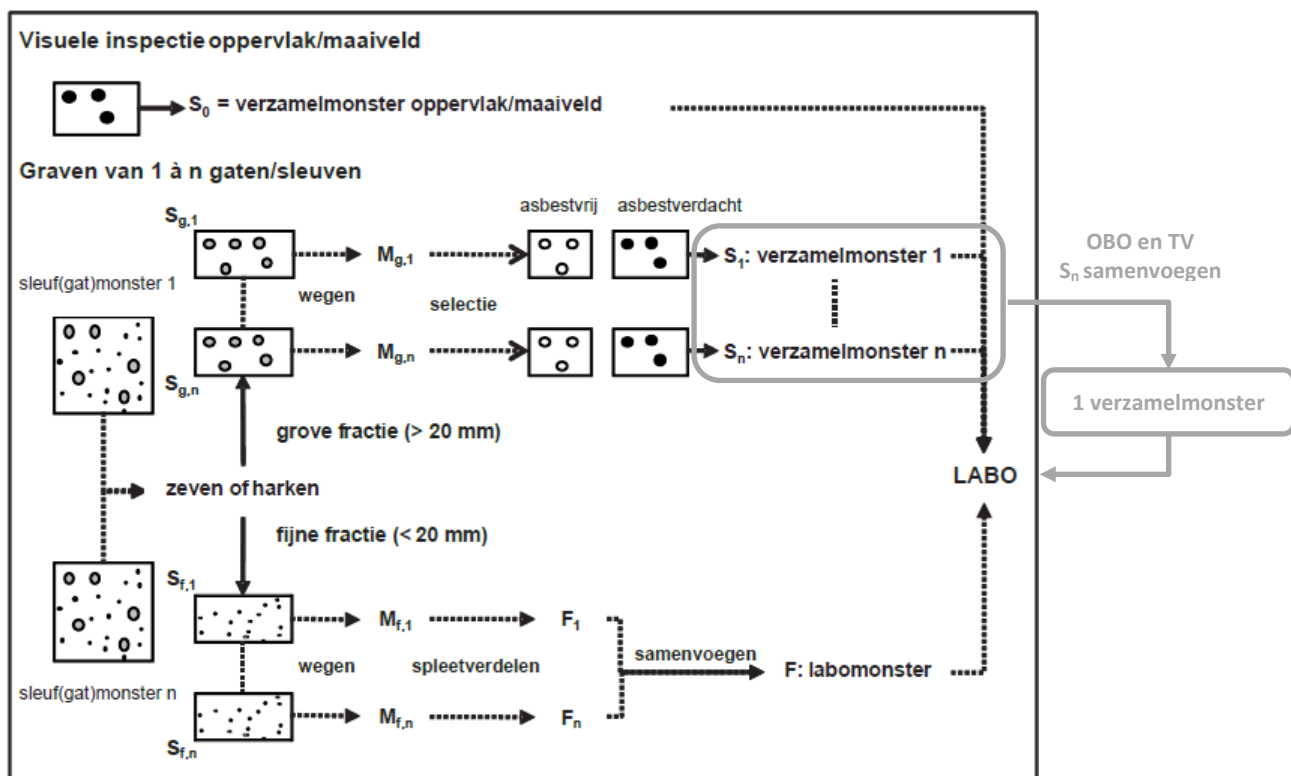 Visuele inspectie oppervlak/maaiveld
S0 = verzamelmonster oppervlak/maaiveld
Graven van 1 à n gaten/sleuven
Sg,1
asbestvrij
asbestverdacht
Mg,1
S1: verzamelmonster 1
OBO en TV
Sn samenvoegen
sleuf(gat)monster 1
wegen
selectie
Sg,n
Mg,n
Sn: verzamelmonster n
1 verzamelmonster
grove fractie (> 20 mm)
zeven of harken
LABO
fijne fractie (< 20 mm)
Sf,1
Mf,1
F1
wegen
spleetverdelen
samenvoegen
F: labomonster
sleuf(gat)monster n
Mf,n
Fn
Sf,n